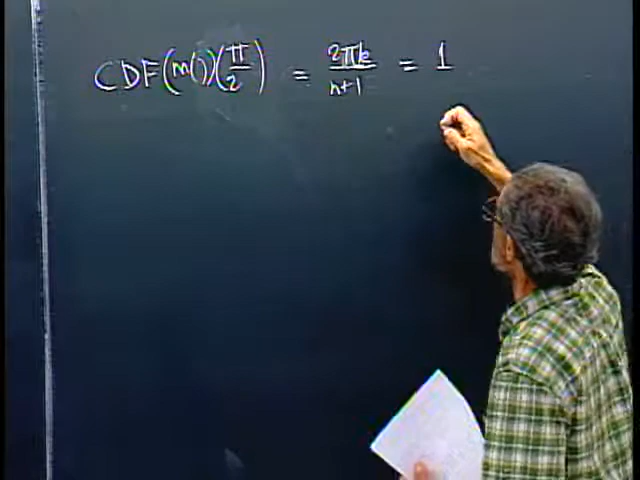 CDF(m())(π/2) = 2πk/n+1 = 1